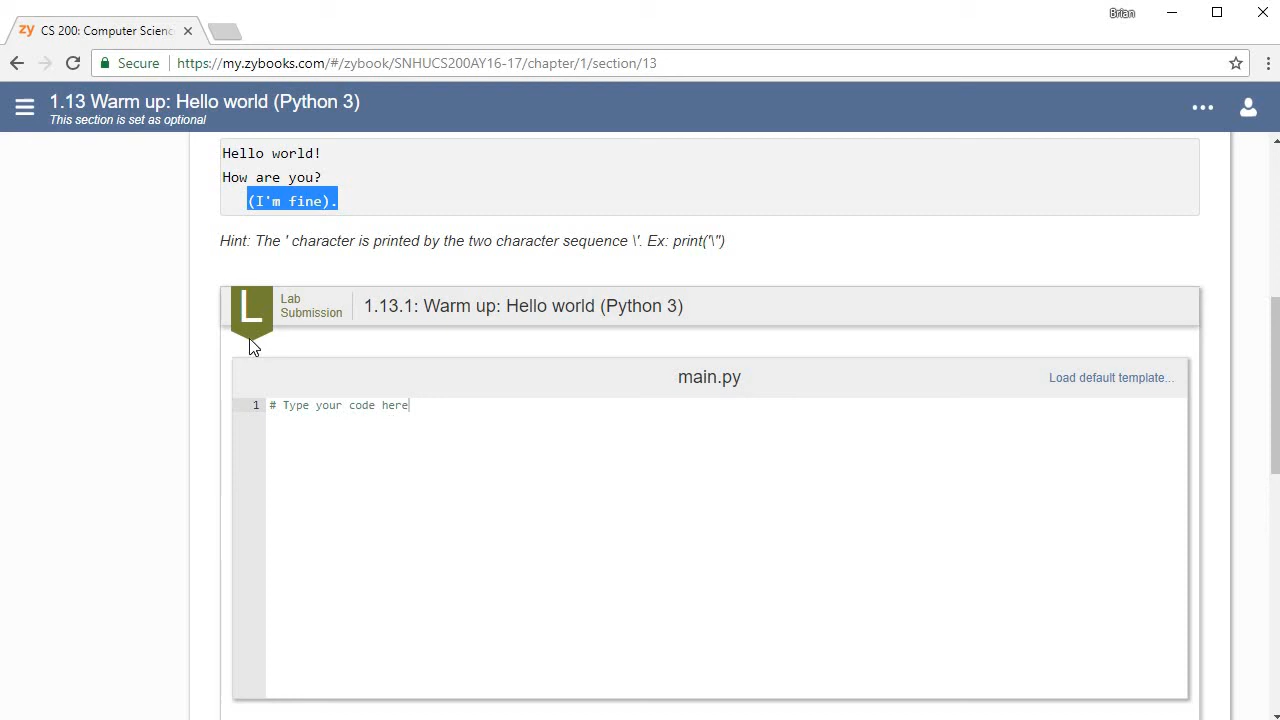 Brian
zy CS 200: Computer Scienc
Secure https://my.zybooks.com/#/zybook/SNHUCS200AY16-17/chapter/1/section/13
1.13 Warm up: Hello world (Python 3)
This section is set as optional
Hello world!
How are you?
(I'm fine).
Hint: The ' character is printed by the two character sequence \'. Ex: print('\'')
L Lab Submission 1.13.1: Warm up: Hello world (Python 3)
main.py Load default template...
1 # Type your code here